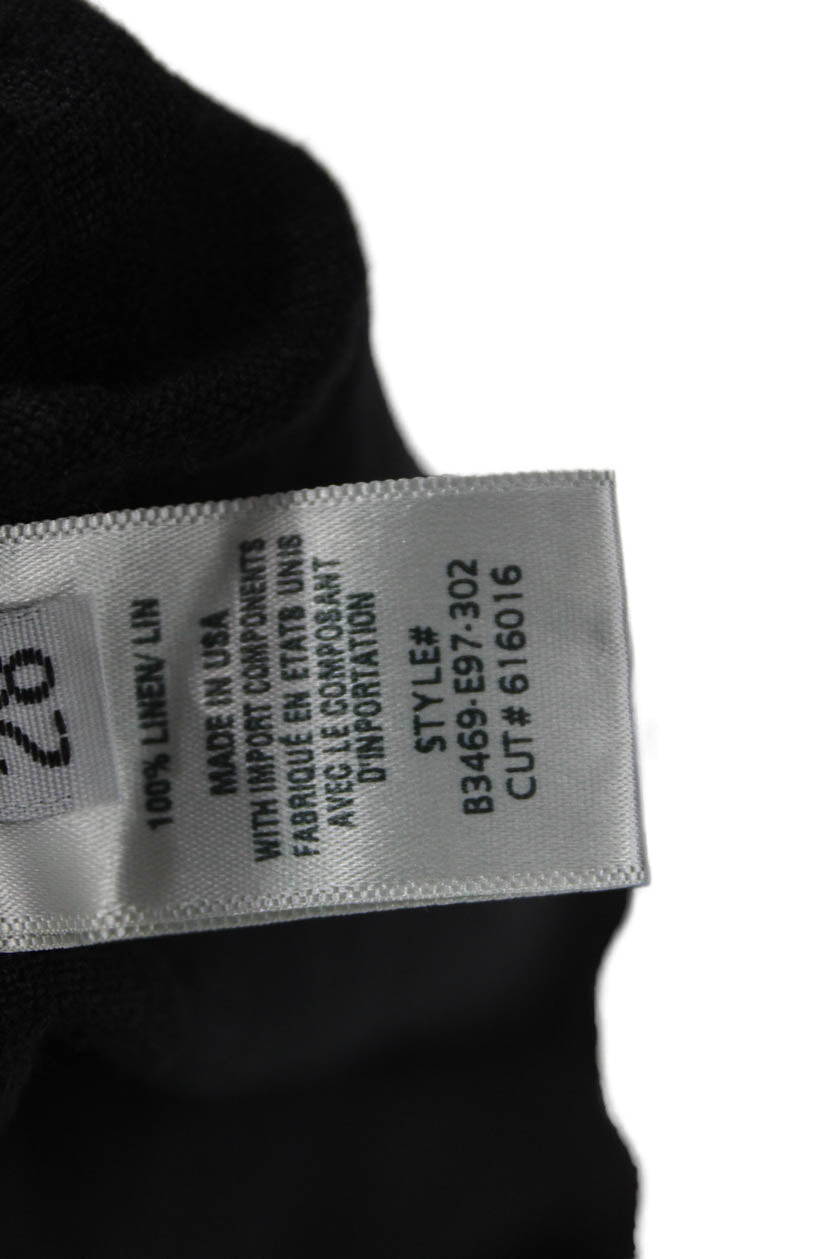 28
100% LINEN/ LIN
MADE IN USA
WITH IMPORT COMPONENTS
FABRIQUÉ EN ETATS UNIS
AVEC LE COMPOSANT
D'INPORTATION
STYLE#
B3469-E97-302
CUT# 616016